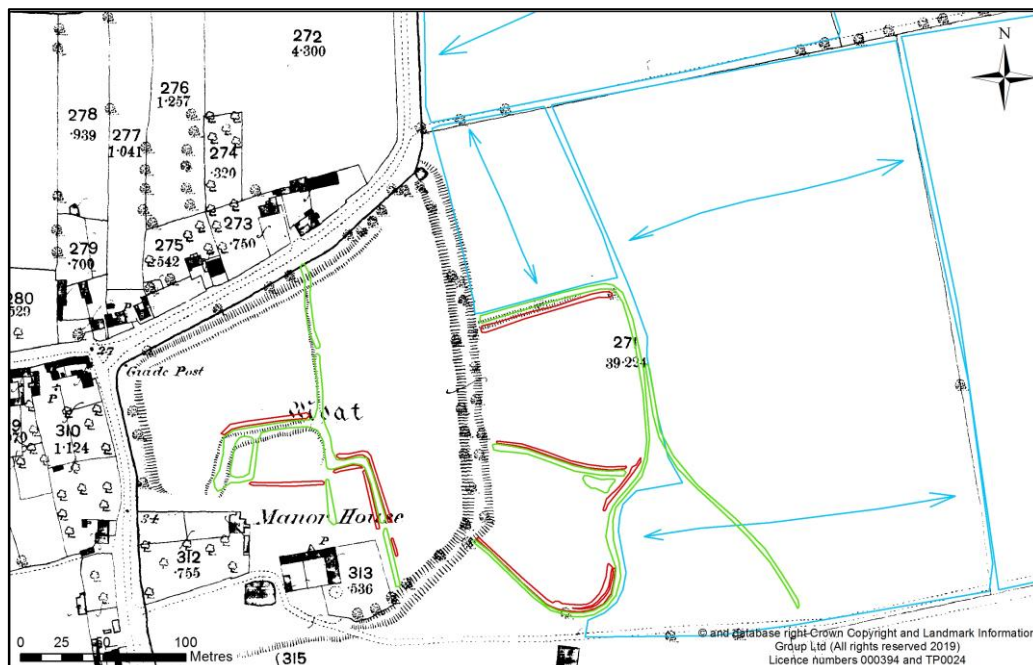 272
4·300
N
276
1·257
278
·939
277
1·041
274
·320
273
·750
275
·542
279
·700
280
·529
27
Guide Post
P
310
1·124
271
39·294
Moat
34
Manor House
P
312
·755
313
·536
(315
0 25 50 100
Metres
© and database right Crown Copyright and Landmark Information
Group Ltd (All rights reserved 2019)
Licence numbers 000394 and TP0024